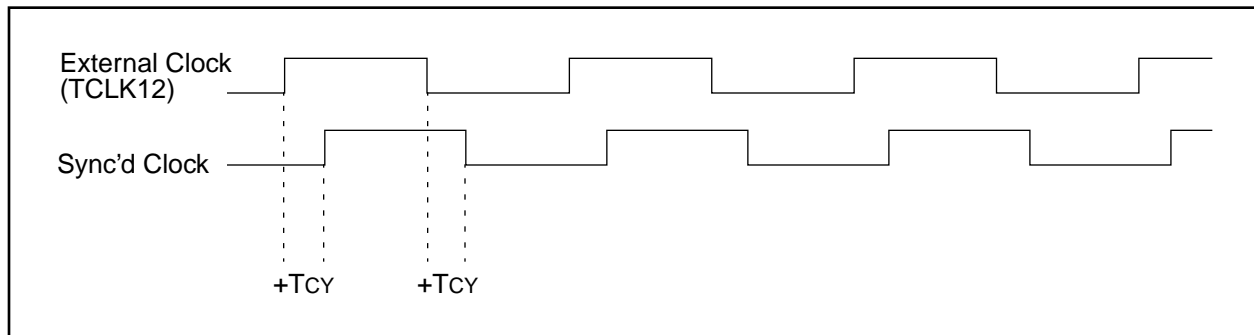 External Clock
(TCLK12)
Sync'd Clock
+TCY +TCY